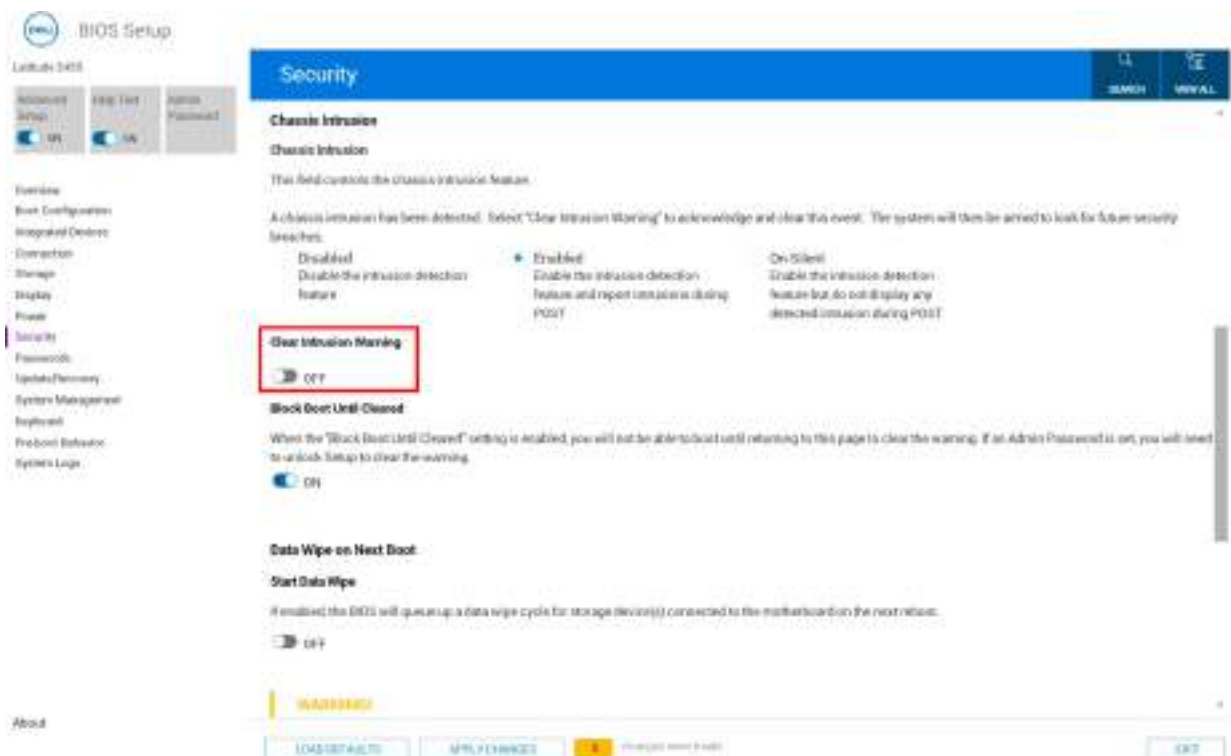 DELL
BIOS Setup
Latitude
Advanced Setup
ON
Help Text
ON
Admin Password
Overview
Boot Configuration
Integrated Devices
Connection
Storage
Display
Power
Security
Passwords
Update/Recovery
System Management
Keyboard
Pre-boot Behavior
System Logs
About
Security
SEARCH
VIEW ALL
Chassis Intrusion
Chassis Intrusion
This field controls the chassis intrusion feature.
A chassis intrusion has been detected. Select "Clear Intrusion Warning" to acknowledge and clear this event. The system will then be armed to look for future security
breaches.
Disabled
Disable the intrusion detection
feature
Enabled
Enable the intrusion detection
feature and report intrusions during
POST
On-Silent
Enable the intrusion detection
feature but do not display any
detected intrusion during POST
Clear Intrusion Warning
OFF
Block Boot Until Cleared
When the "Block Boot Until Cleared" setting is enabled, you will not be able to boot until returning to this page to clear the warning. If an Admin Password is set, you will need
to unlock Setup to clear the warning.
ON
Data Wipe on Next Boot
Start Data Wipe
If enabled, the BIOS will queue up a data wipe cycle for storage device(s) connected to the motherboard on the next reboot.
OFF
LOAD DEFAULTS
APPLY CHANGES
changes were made
EXIT